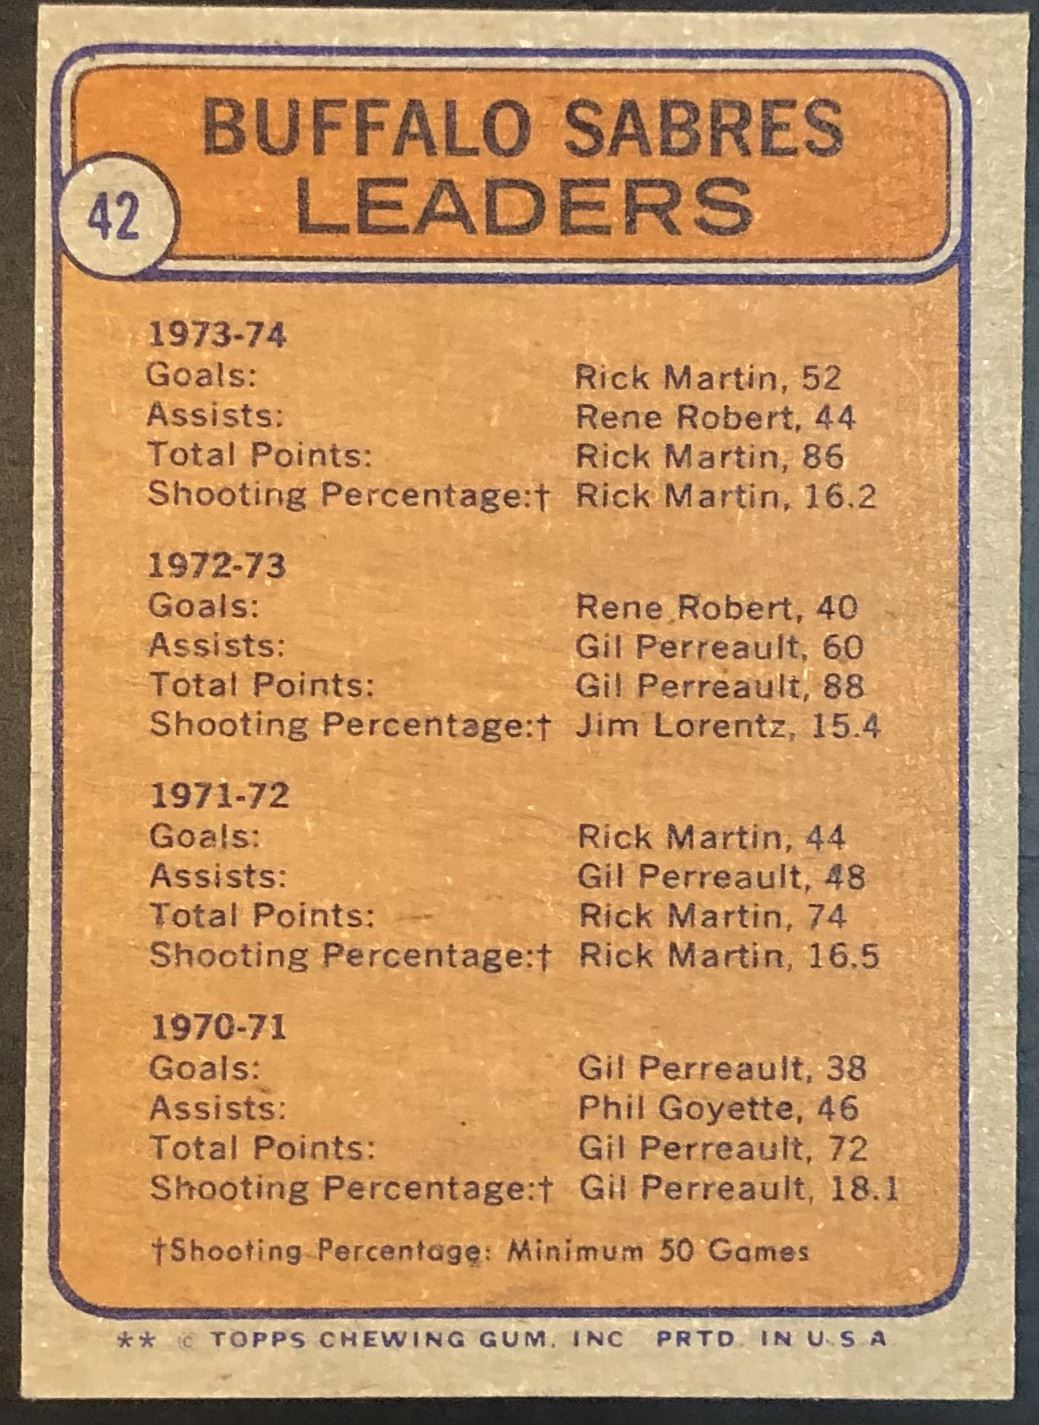 BUFFALO SABRES
LEADERS
42
1973-74
Goals: Rick Martin, 52
Assists: Rene Robert, 44
Total Points: Rick Martin, 86
Shooting Percentage:† Rick Martin, 16.2
1972-73
Goals: Rene Robert, 40
Assists: Gil Perreault, 60
Total Points: Gil Perreault, 88
Shooting Percentage:† Jim Lorentz, 15.4
1971-72
Goals: Rick Martin, 44
Assists: Gil Perreault, 48
Total Points: Rick Martin, 74
Shooting Percentage:† Rick Martin, 16.5
1970-71
Goals: Gil Perreault, 38
Assists: Phil Goyette, 46
Total Points: Gil Perreault, 72
Shooting Percentage:† Gil Perreault, 18.1
†Shooting Percentage: Minimum 50 Games
** © TOPPS CHEWING GUM, INC. PRTD. IN U.S.A.